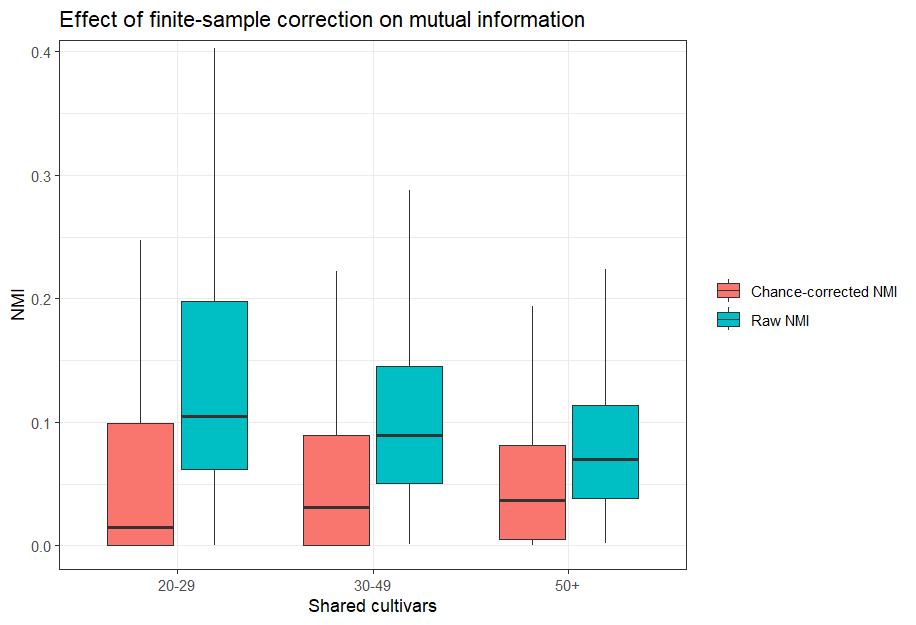 Effect of finite-sample correction on mutual information
NMI
0.4
0.3
0.2
0.1
0.0
20-29
30-49
50+
Shared cultivars
Chance-corrected NMI
Raw NMI